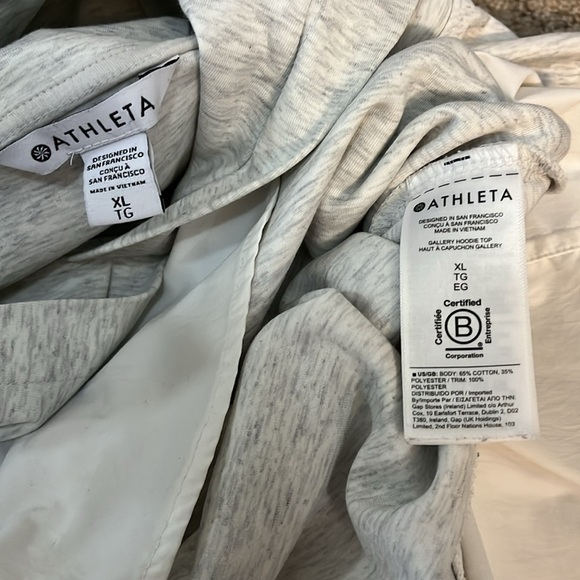 ATHLETA
DESIGNED IN
SAN FRANCISCO
CONÇU À
SAN FRANCISCO
MADE IN VIETNAM
XL
TG
ATHLETA
DESIGNED IN SAN FRANCISCO
CONÇU À SAN FRANCISCO
MADE IN VIETNAM
GALLERY HOODIE TOP
HAUT À CAPUCHON GALLERY
XL
TG
EG
Certified
Certifiée
B
Entreprise
Corporation
US/GB: BODY: 65% COTTON, 35%
POLYESTER / TRIM: 100%
POLYESTER
DISTRIBUIDO POR / Imported
By/Importe Par / ΕΙΣΑΓΕΤΑΙ ΑΠΟ ΤΗΝ:
Gap Stores (Ireland) Limited c/o Arthur
Cox, 10 Earlsfort Terrace, Dublin 2, D02
T380, Ireland, Gap (UK Holdings)
Limited, 2nd Floor Nations House, 103